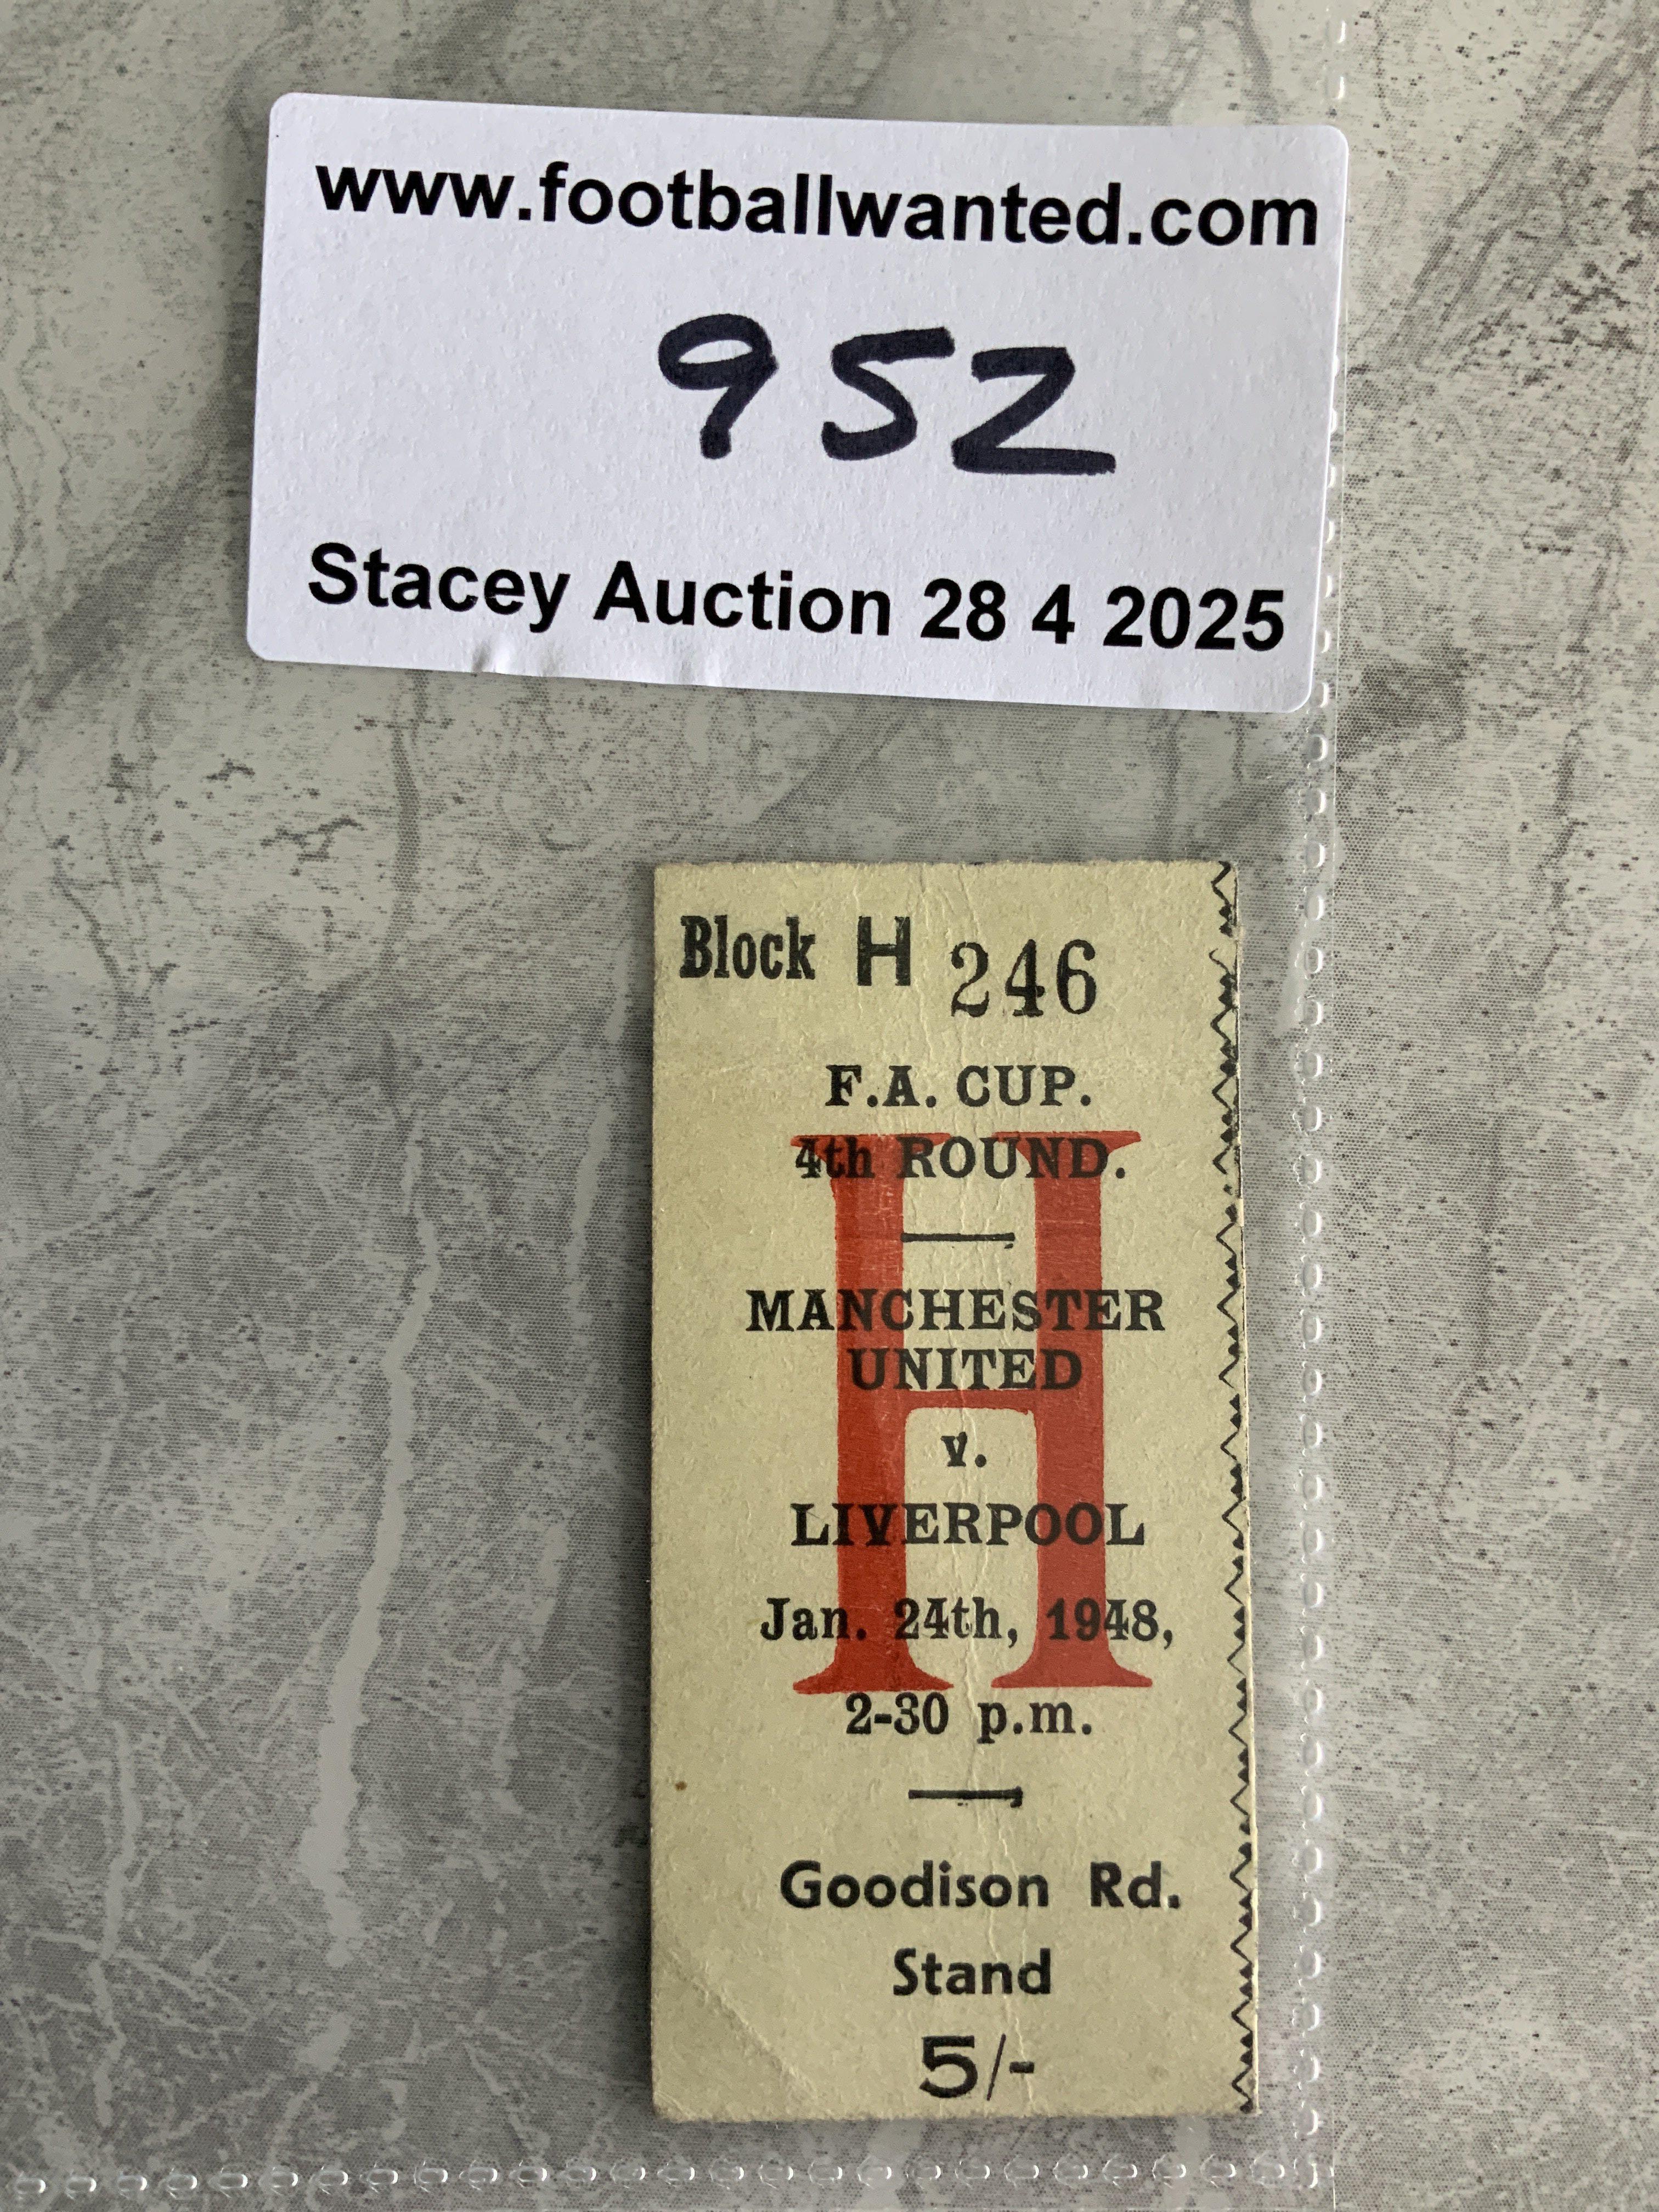 www.footballwanted.com
952
Stacey Auction 28 4 2025
Block H 246
F.A. CUP.
4th ROUND.
H
MANCHESTER
UNITED
v.
LIVERPOOL
Jan. 24th, 1948,
2-30 p.m.
Goodison Rd.
Stand
5/-